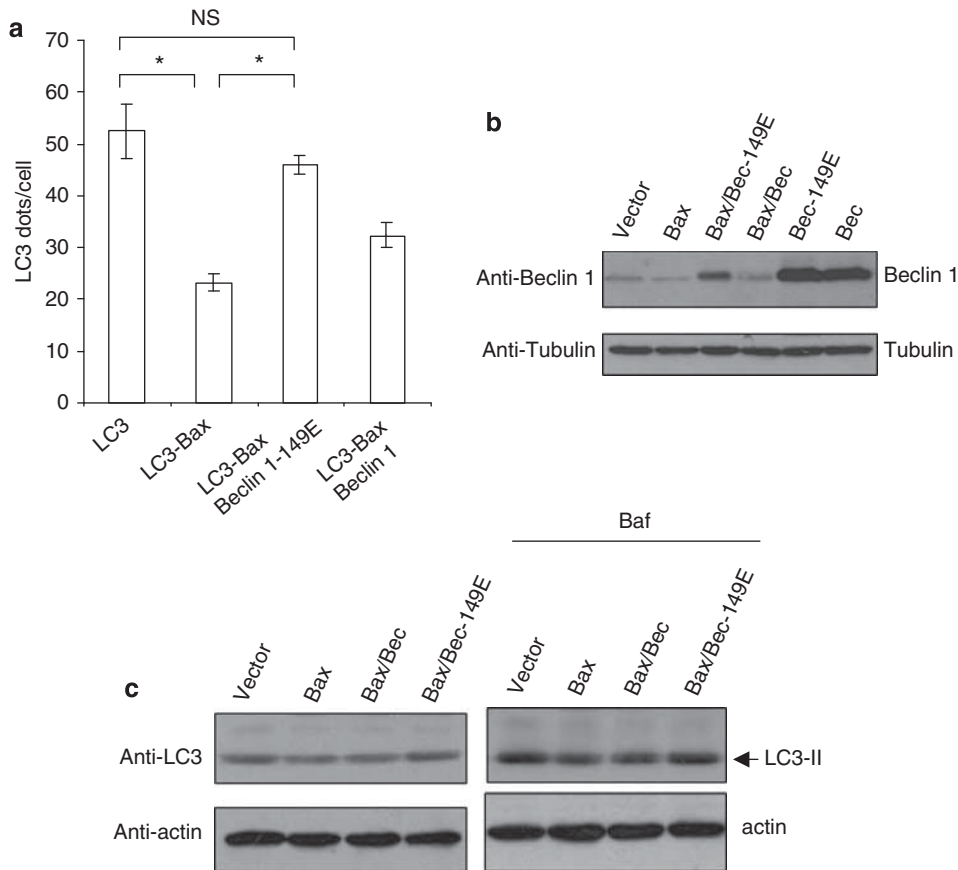 a
NS
* *
70
60
50
40
30
20
10
0
LC3 dots/cell
LC3
LC3-Bax
LC3-Bax
Beclin 1-149E
LC3-Bax
Beclin 1
b
Vector Bax Bax/Bec-149E Bax/Bec Bec-149E Bec
Anti-Beclin 1 Beclin 1
Anti-Tubulin Tubulin
Baf
c
Vector Bax Bax/Bec Bax/Bec-149E Vector Bax Bax/Bec Bax/Bec-149E
Anti-LC3 LC3-II
Anti-actin actin